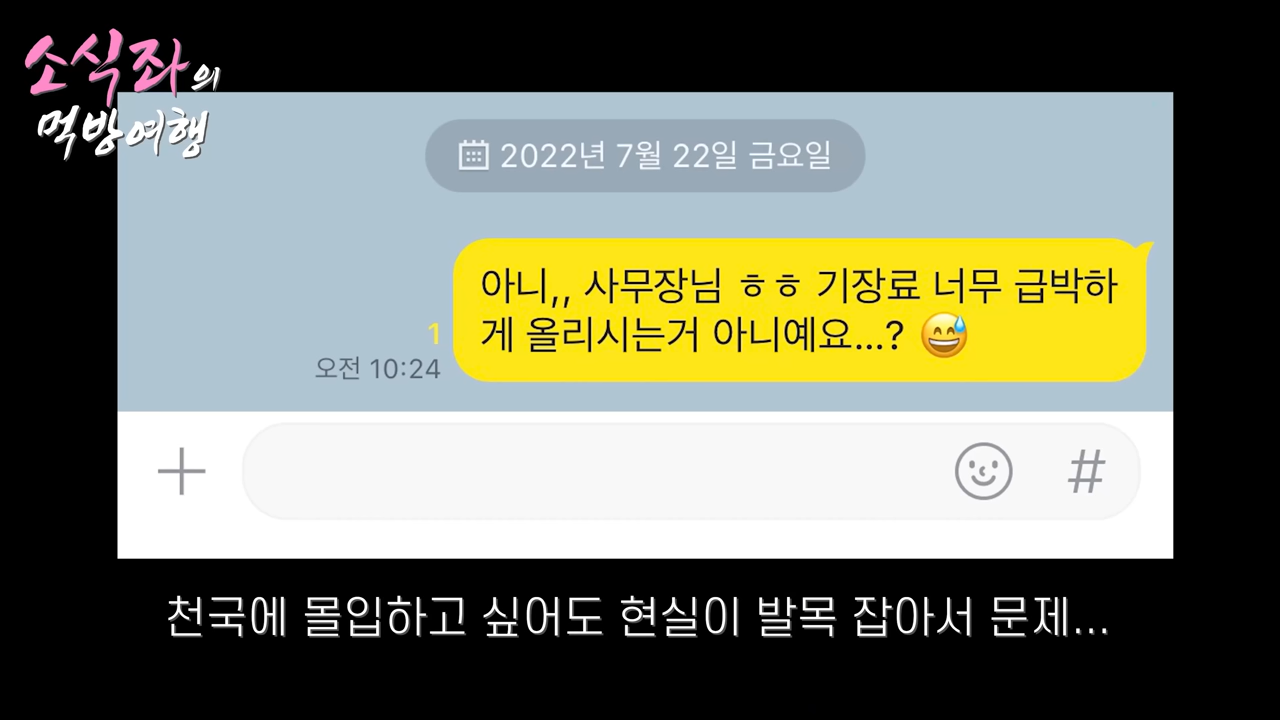 소식좌의
먹방여행
2022년 7월 22일 금요일
아니,, 사무장님 ㅎㅎ 기장료 너무 급박하
게 올리시는거 아니예요...? 😅
1
오전 10:24
#
천국에 몰입하고 싶어도 현실이 발목 잡아서 문제...